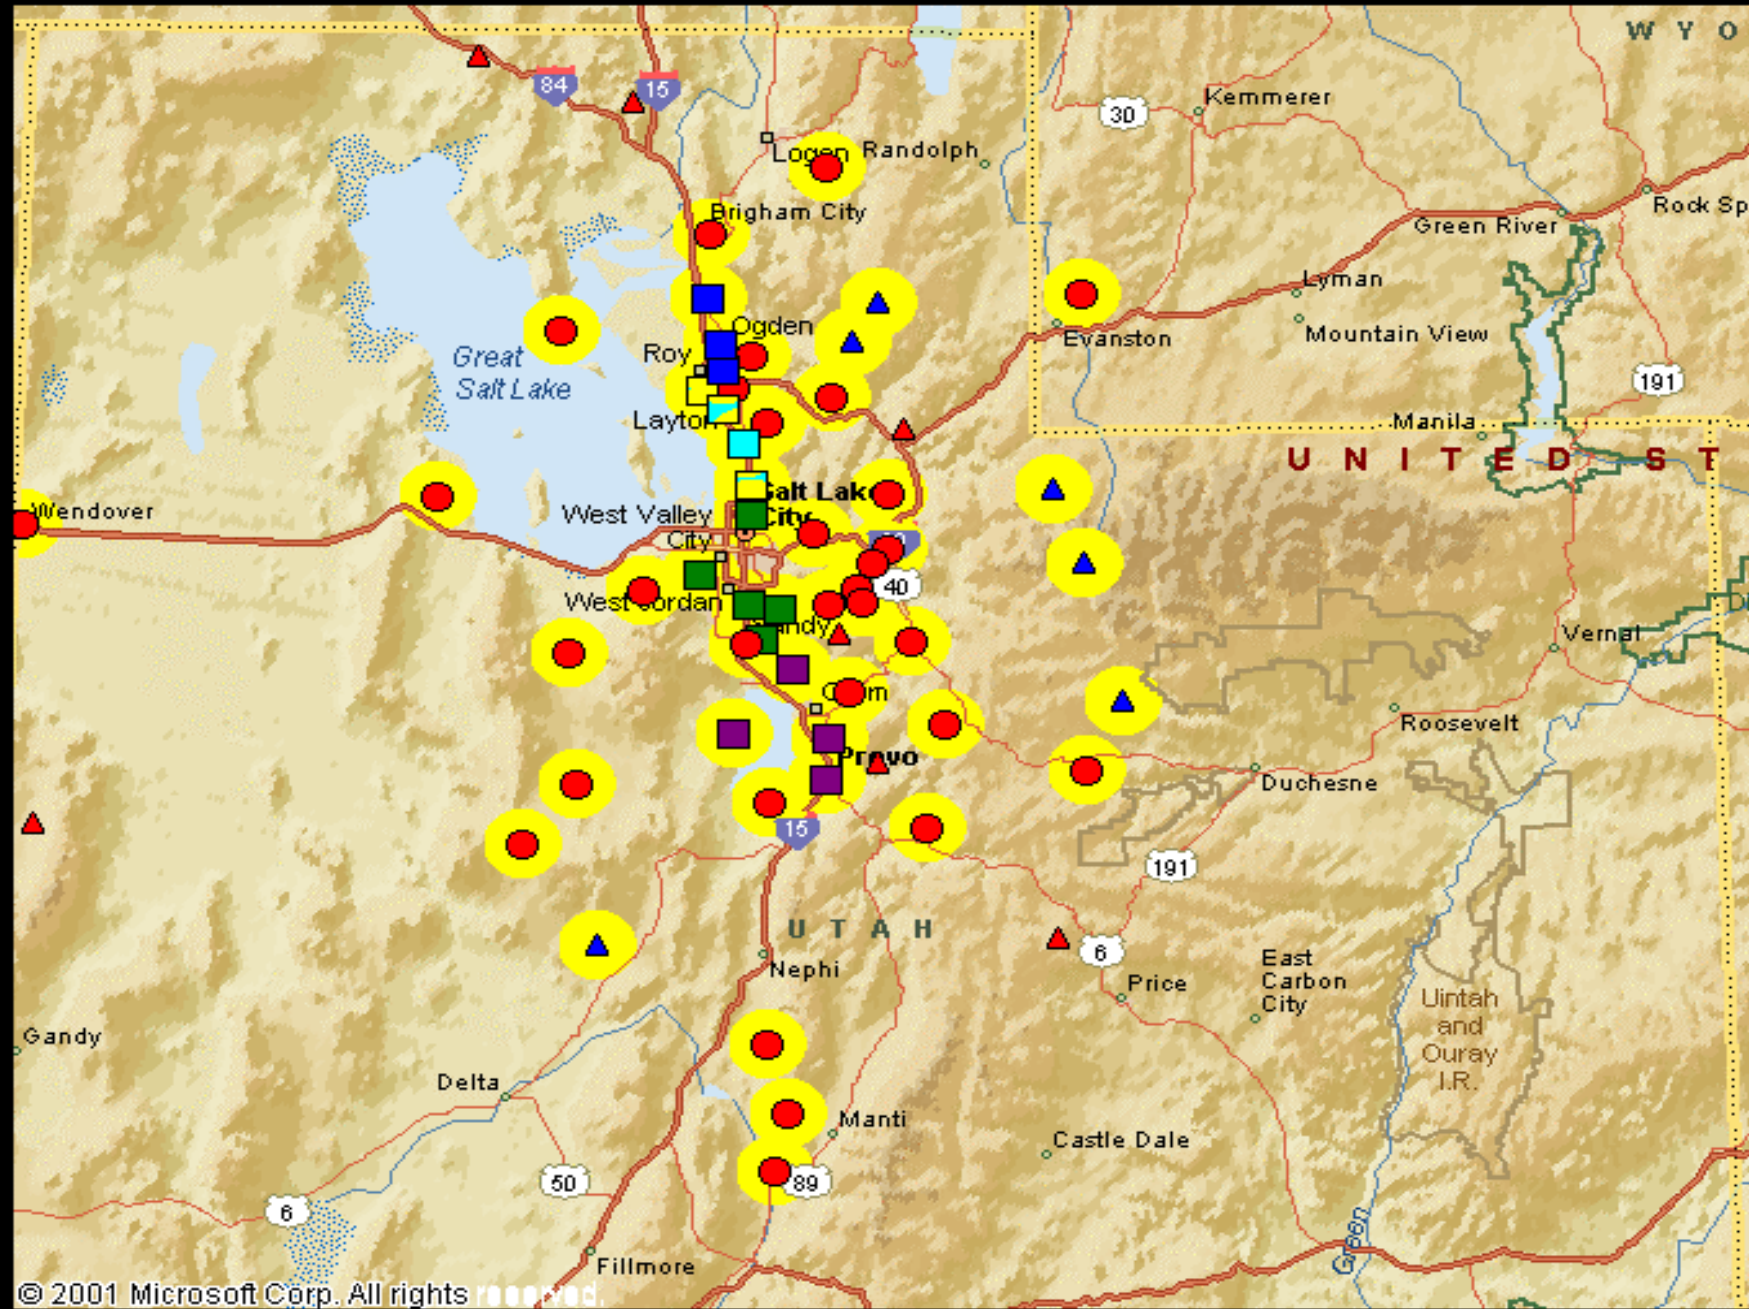 W Y O
84
15
Kemmerer
30
Logan
Randolph
Rock Sp
Brigham City
Green River
Lyman
Ogden
Mountain View
Evanston
Roy
Great
Salt Lake
191
Layton
Manila
U N I T E D S T
Salt Lake
City
Wendover
West Valley
City
40
West Jordan
Sandy
Vernal
Orem
Roosevelt
Provo
Duchesne
15
191
U T A H
6
Nephi
East
Carbon
City
Price
Uintah
and
Ouray
I.R.
Gandy
Delta
Manti
Castle Dale
50
89
6
Green
Fillmore
© 2001 Microsoft Corp. All rights reserved.